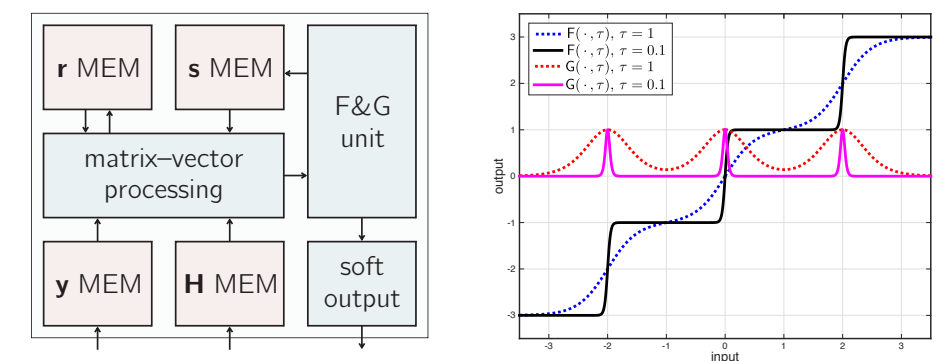 r MEM
s MEM
F&G
unit
matrix–vector
processing
y MEM
H MEM
soft
output
F( · , τ), τ = 1
F( · , τ), τ = 0.1
G( · , τ), τ = 1
G( · , τ), τ = 0.1
3
2
1
0
-1
-2
-3
output
-3 -2 -1 0 1 2 3
input